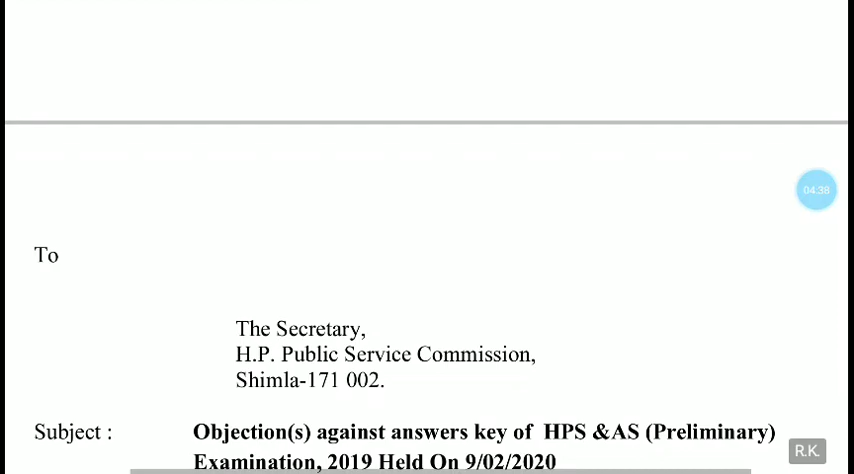 04:38
To
The Secretary,
H.P. Public Service Commission,
Shimla-171 002.
Subject : Objection(s) against answers key of HPS &AS (Preliminary)
Examination, 2019 Held On 9/02/2020
R.K.